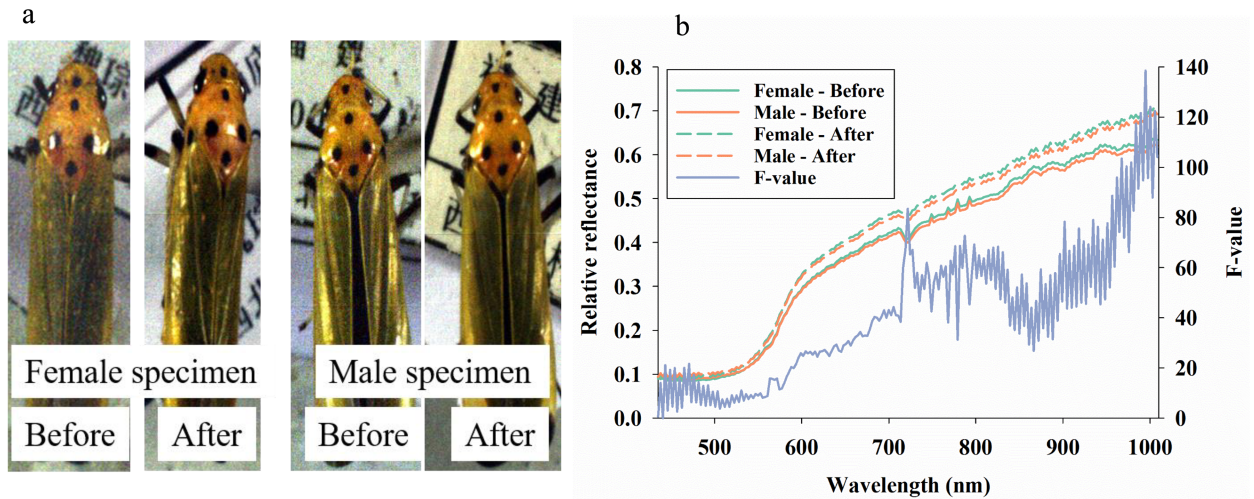 a
Female specimen
Before
After
Male specimen
Before
After
b
Female - Before
Male - Before
Female - After
Male - After
F-value
Relative reflectance
0.8
0.7
0.6
0.5
0.4
0.3
0.2
0.1
0.0
140
120
100
80
60
40
20
0
F-value
500
600
700
800
900
1000
Wavelength (nm)
建